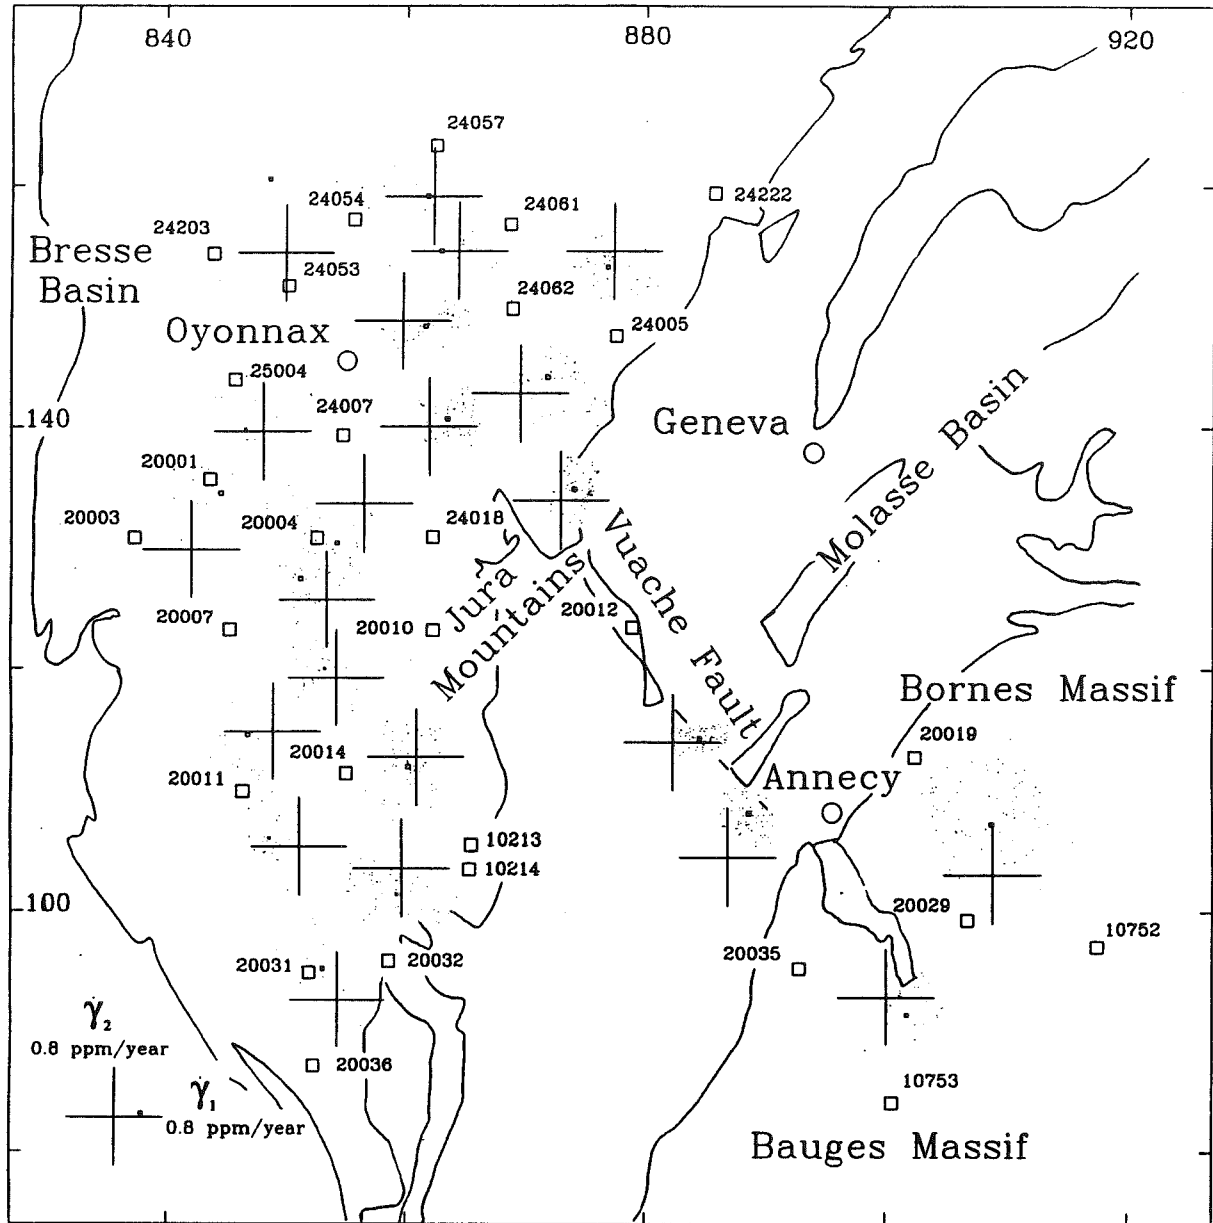 840
880
920
24057
24054
24061
24222
24203
Bresse
Basin
24053
24062
Oyonnax
24005
25004
24007
140
Geneva
Molasse Basin
20001
20003
20004
24018
Vuache Fault
Jura
Mountains
20007
20010
20012
Bornes Massif
20019
20014
20011
Annecy
10213
10214
100
20029
10752
20031
20032
20035
γ̇₂
0.8 ppm/year
20036
γ̇₁
0.8 ppm/year
10753
Bauges Massif